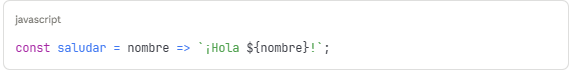 javascript
const saludar = nombre => `¡Hola ${nombre}!`;